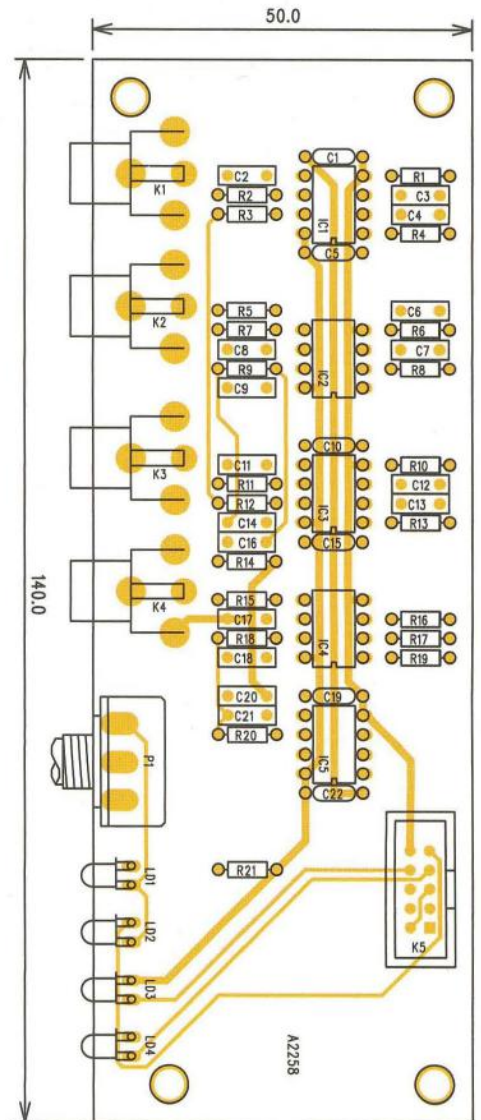 50.0
140.0
K1
C2
R2
R3
C1
IC1
C5
R1
C3
C4
R4
K2
R5
R7
C8
R9
C9
IC2
C6
R6
C7
R8
K3
C11
R11
R12
C14
C16
R14
C10
IC3
C15
R10
C12
C13
R13
K4
R15
C17
R18
C18
C20
C21
R20
IC4
C19
IC5
C22
R16
R17
R19
P1
LD1
LD2
LD3
LD4
R21
K5
A2258